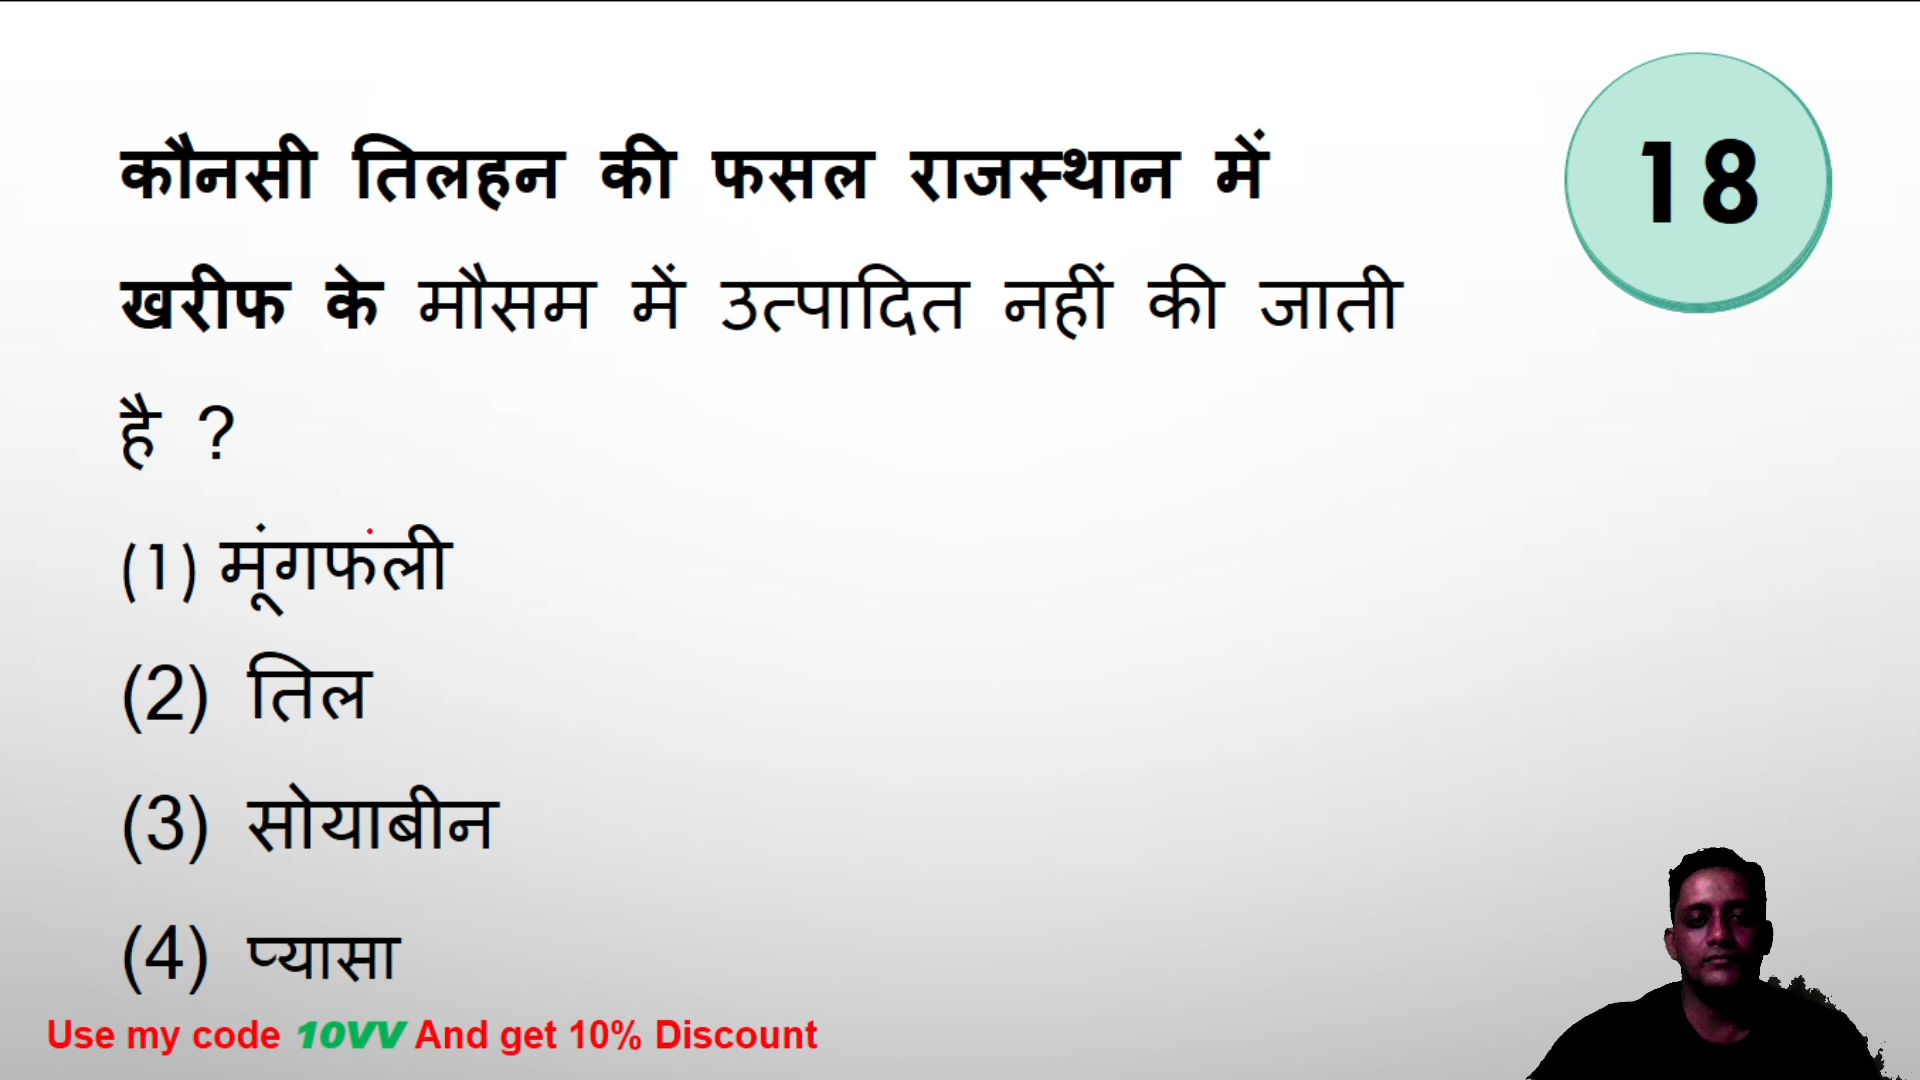 कौनसी तिलहन की फसल राजस्थान में
18
खरीफ के मौसम में उत्पादित नहीं की जाती
है ?
(1) मूंगफंली
(2) तिल
(3) सोयाबीन
(4) प्यासा
Use my code 10VV And get 10% Discount